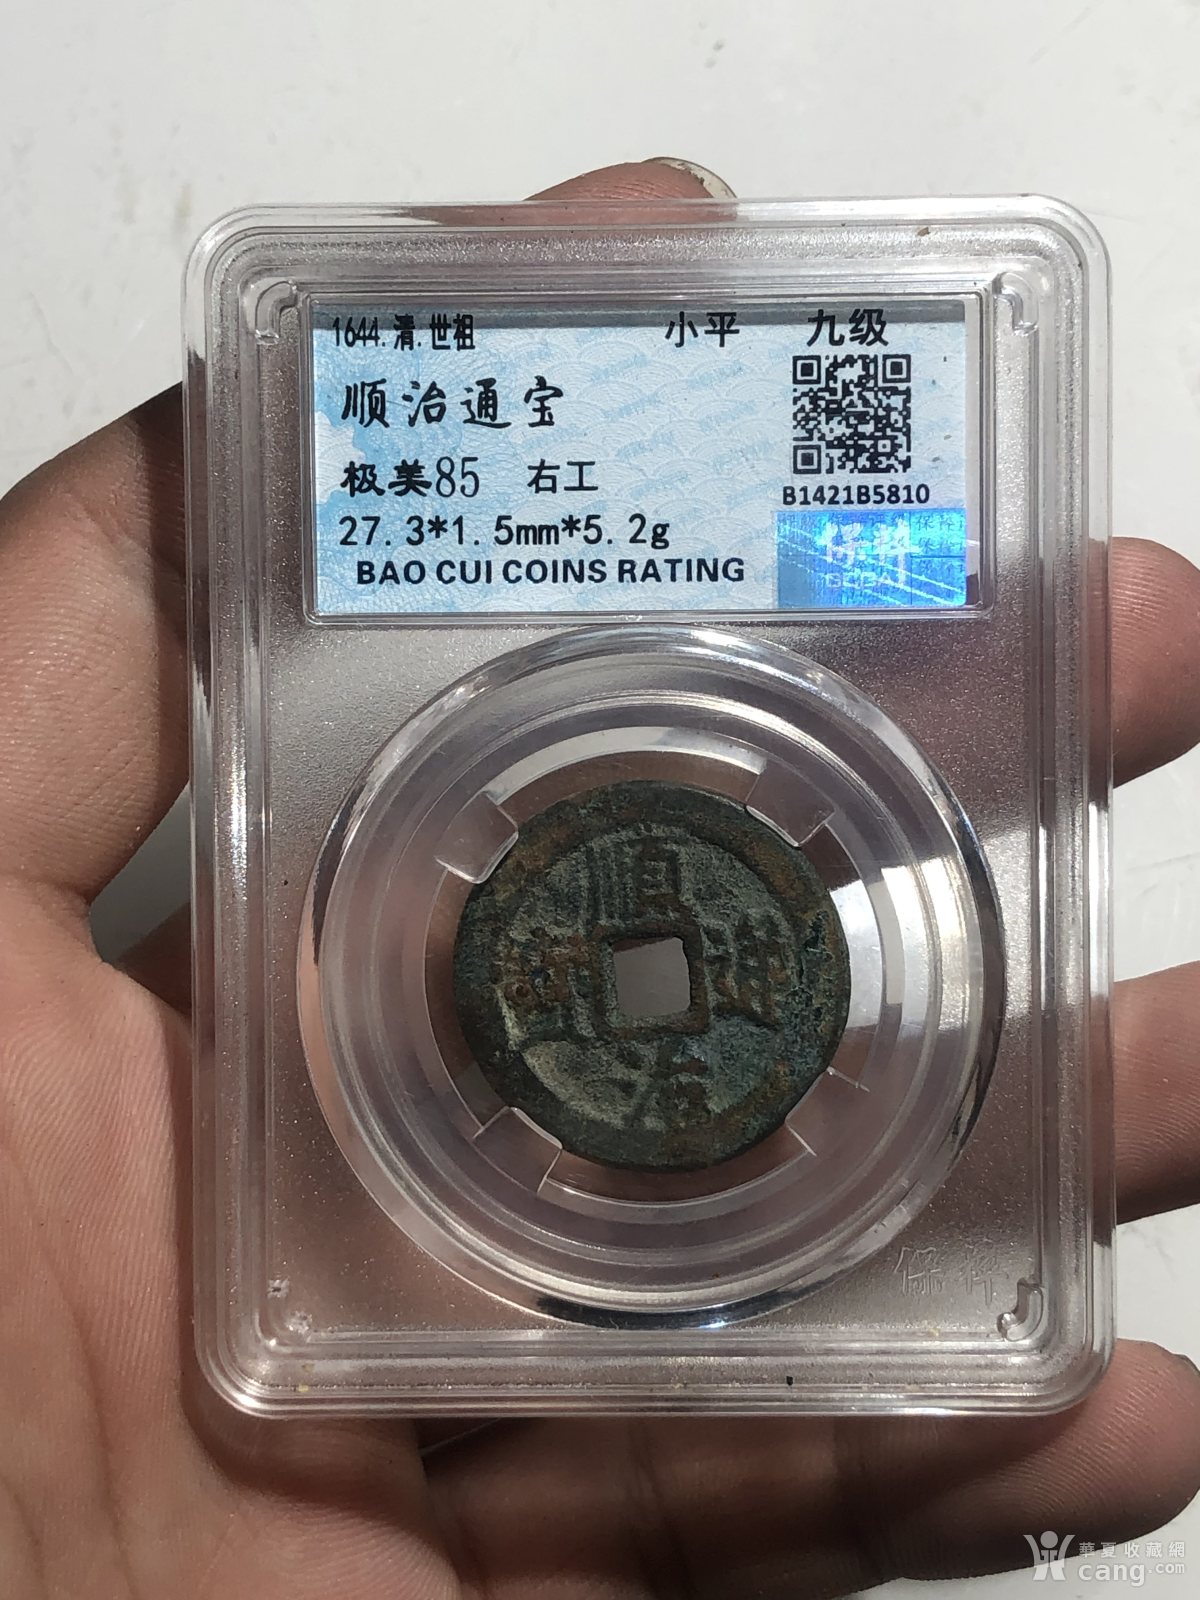 1644.清.世祖 小平 九级
顺治通宝
极美85 右工
B1421B5810
27.3*1.5mm*5.2g
BAO CUI COINS RATING
保粹
順治通寳
保粹
華夏收藏網
cang.com